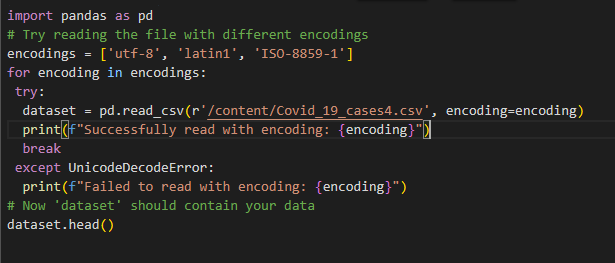 import pandas as pd
# Try reading the file with different encodings
encodings = ['utf-8', 'latin1', 'ISO-8859-1']
for encoding in encodings:
 try:
  dataset = pd.read_csv(r'/content/Covid_19_cases4.csv', encoding=encoding)
  print(f"Successfully read with encoding: {encoding}")
  break
 except UnicodeDecodeError:
  print(f"Failed to read with encoding: {encoding}")
# Now 'dataset' should contain your data
dataset.head()